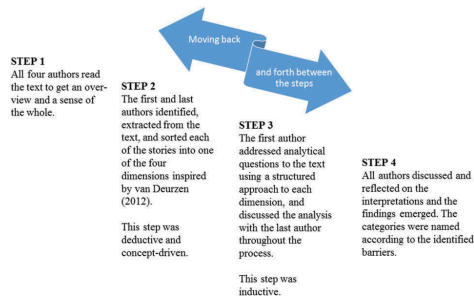 Moving back
and forth between
the steps
STEP 1
All four authors read
the text to get an over-
view and a sense of
the whole.
STEP 2
The first and last
authors identified,
extracted from the
text, and sorted each
of the stories into one
of the four
dimensions inspired
by van Deurzen
(2012).
This step was
deductive and
concept-driven.
STEP 3
The first author
addressed analytical
questions to the text
using a structured
approach to each
dimension, and
discussed the analysis
with the last author
throughout the
process.
This step was
inductive.
STEP 4
All authors discussed and
reflected on the
interpretations and the
findings emerged. The
categories were named
according to the identified
barriers.